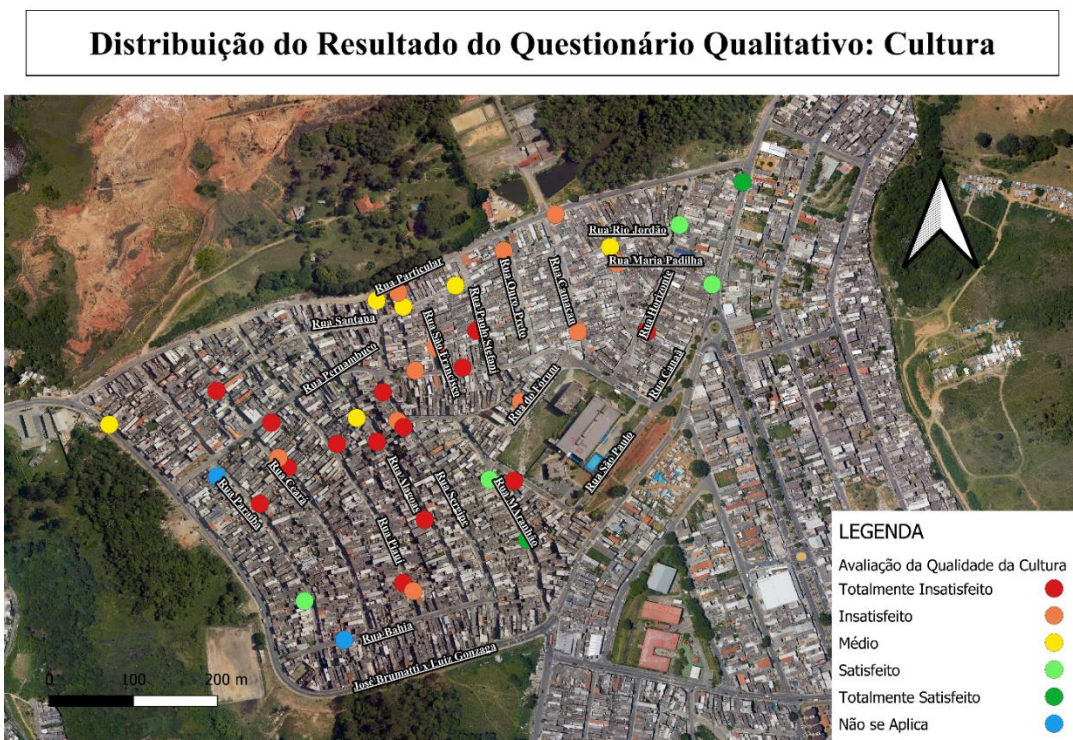 Distribuição do Resultado do Questionário Qualitativo: Cultura
Rua Rio Jordão
Rua Maria Padilha
Rua Particular
Rua Ouro Preto
Rua Camacan
Rua Horizonte
Rua Santana
Rua São Francisco
Rua Paulo Stefani
Rua Pernambuco
Rua Canaã
Rua do Fórum
Rua São Paulo
Rua Ceará
Rua Paraíba
Rua Alagoas
Rua Sergipe
Rua MAranhão
Rua Piauí
Rua Bahia
José Brumatti x Luiz Gonzaga
0 100 200 m
LEGENDA
Avaliação da Qualidade da Cultura
Totalmente Insatisfeito
Insatisfeito
Médio
Satisfeito
Totalmente Satisfeito
Não se Aplica